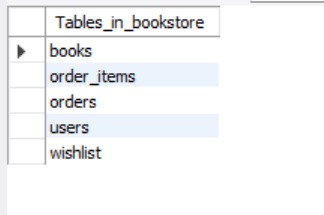 Tables_in_bookstore
books
order_items
orders
users
wishlist